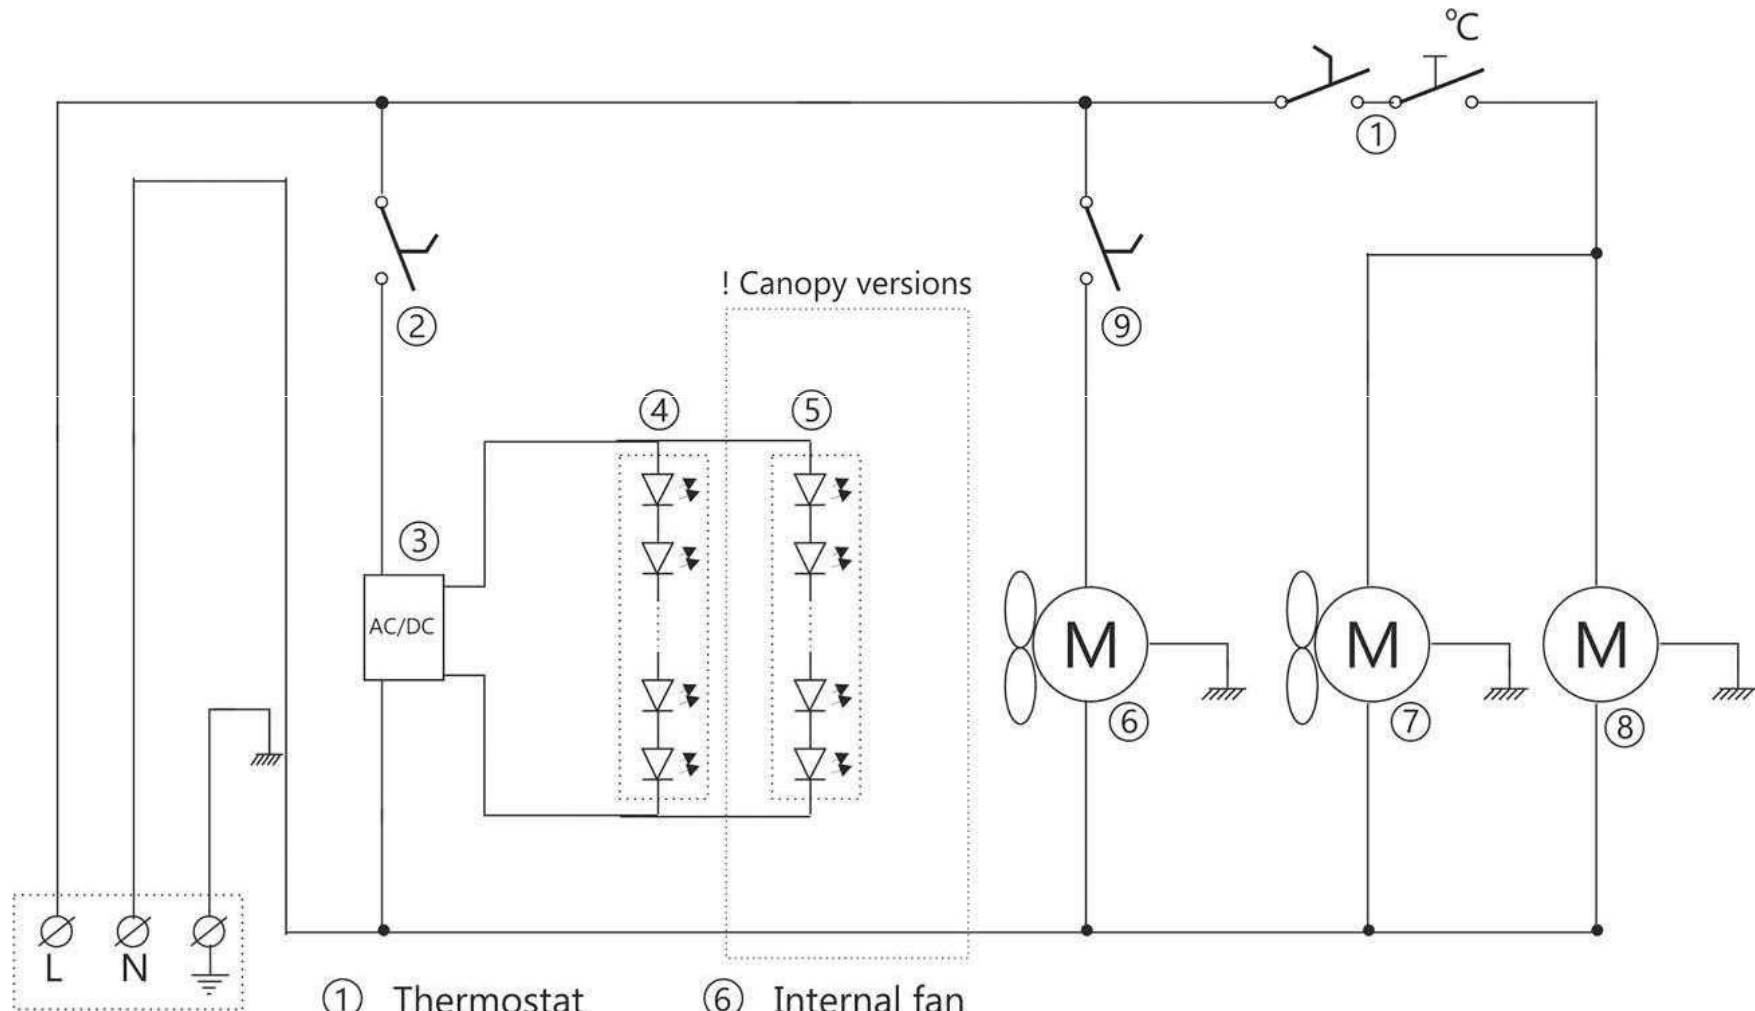 °C
①
②
! Canopy versions
⑨
④
⑤
③
AC/DC
M
M
M
⑥
⑦
⑧
L
N
① Thermostat
⑥ Internal fan